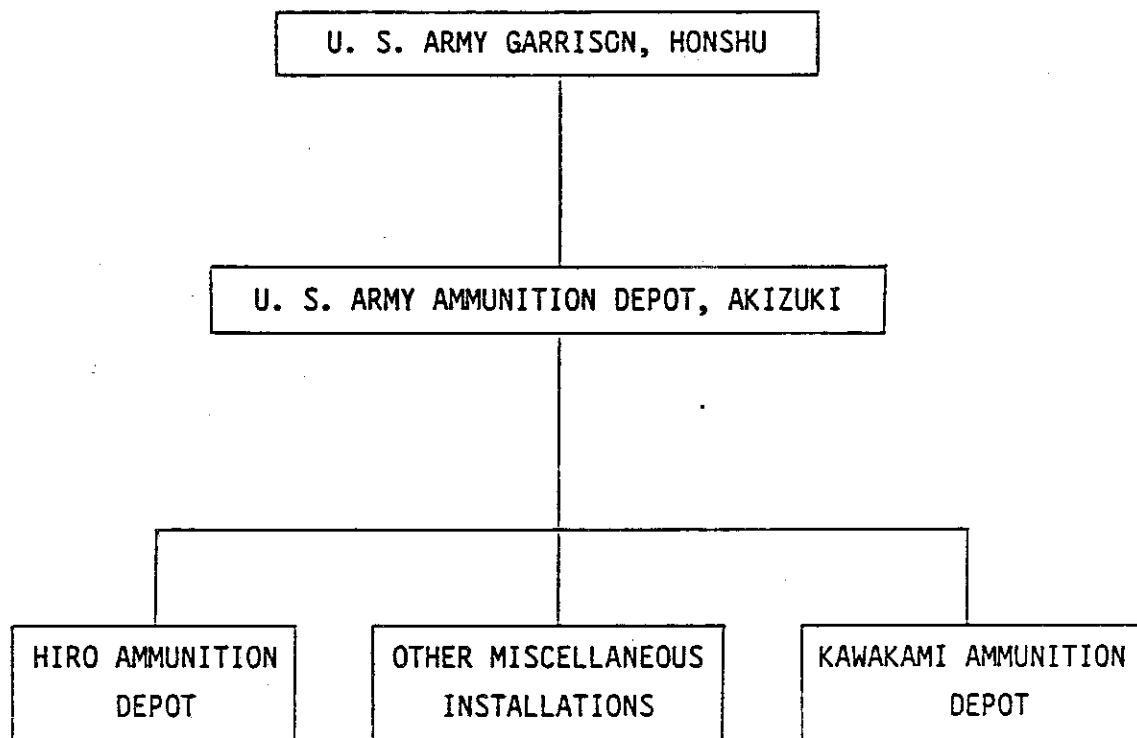 U. S. ARMY GARRISON, HONSHU
U. S. ARMY AMMUNITION DEPOT, AKIZUKI
HIRO AMMUNITION
DEPOT
OTHER MISCELLANEOUS
INSTALLATIONS
KAWAKAMI AMMUNITION
DEPOT